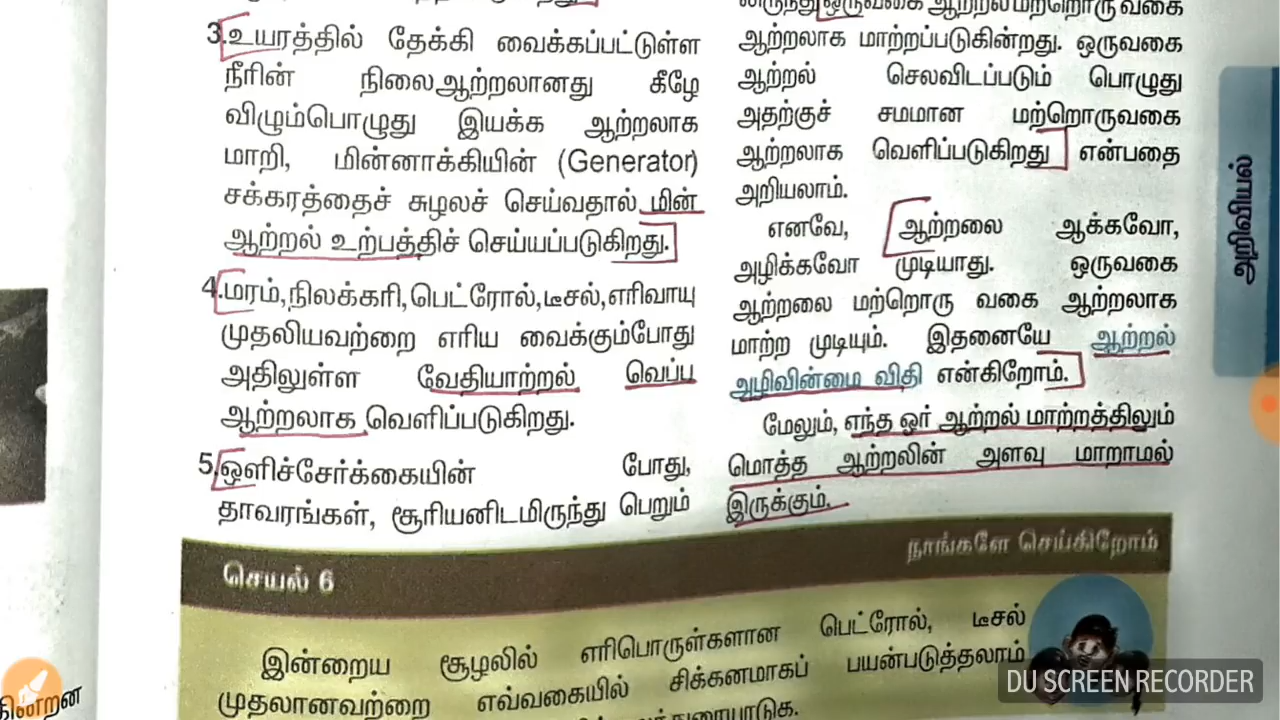 3.உயரத்தில் தேக்கி வைக்கப்பட்டுள்ள
நீரின் நிலைஆற்றலானது கீழே
விழும்பொழுது இயக்க ஆற்றலாக
மாறி, மின்னாக்கியின் (Generator)
சக்கரத்தைச் சுழலச் செய்வதால் மின்
ஆற்றல் உற்பத்திச் செய்யப்படுகிறது.
4.மரம்,நிலக்கரி,பெட்ரோல்,டீசல்,எரிவாயு
முதலியவற்றை எரிய வைக்கும்போது
அதிலுள்ள வேதியாற்றல் வெப்ப
ஆற்றலாக வெளிப்படுகிறது.
5.ஒளிச்சேர்க்கையின் போது,
தாவரங்கள், சூரியனிடமிருந்து பெறும்
ஒருவகை ஆற்றல் மற்றொரு வகை
ஆற்றலாக மாற்றப்படுகின்றது. ஒருவகை
ஆற்றல் செலவிடப்படும் பொழுது
அதற்குச் சமமான மற்றொருவகை
ஆற்றலாக வெளிப்படுகிறது என்பதை
அறியலாம்.
எனவே, ஆற்றலை ஆக்கவோ,
அழிக்கவோ முடியாது. ஒருவகை
ஆற்றலை மற்றொரு வகை ஆற்றலாக
மாற்ற முடியும். இதனையே ஆற்றல்
அழிவின்மை விதி என்கிறோம்.
மேலும், எந்த ஓர் ஆற்றல் மாற்றத்திலும்
மொத்த ஆற்றலின் அளவு மாறாமல்
இருக்கும்.
அறிவியல்
நாங்களே செய்கிறோம்
செயல் 6
இன்றைய சூழலில் எரிபொருள்களான பெட்ரோல், டீசல்
முதலானவற்றை எவ்வகையில் சிக்கனமாகப் பயன்படுத்தலாம்
DU SCREEN RECORDER